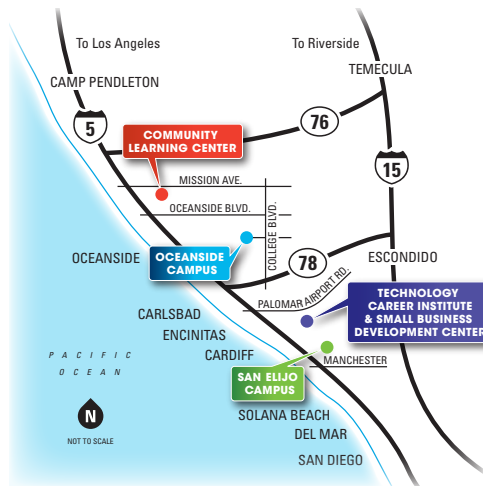 To Los Angeles
To Riverside
TEMECULA
CAMP PENDLETON
5
76
COMMUNITY
LEARNING CENTER
15
MISSION AVE.
OCEANSIDE BLVD.
COLLEGE BLVD.
OCEANSIDE
OCEANSIDE
CAMPUS
78
ESCONDIDO
PALOMAR AIRPORT RD.
TECHNOLOGY
CAREER INSTITUTE
& SMALL BUSINESS
DEVELOPMENT CENTER
CARLSBAD
ENCINITAS
CARDIFF
PACIFIC
OCEAN
MANCHESTER
SAN ELIJO
CAMPUS
N
NOT TO SCALE
SOLANA BEACH
DEL MAR
SAN DIEGO